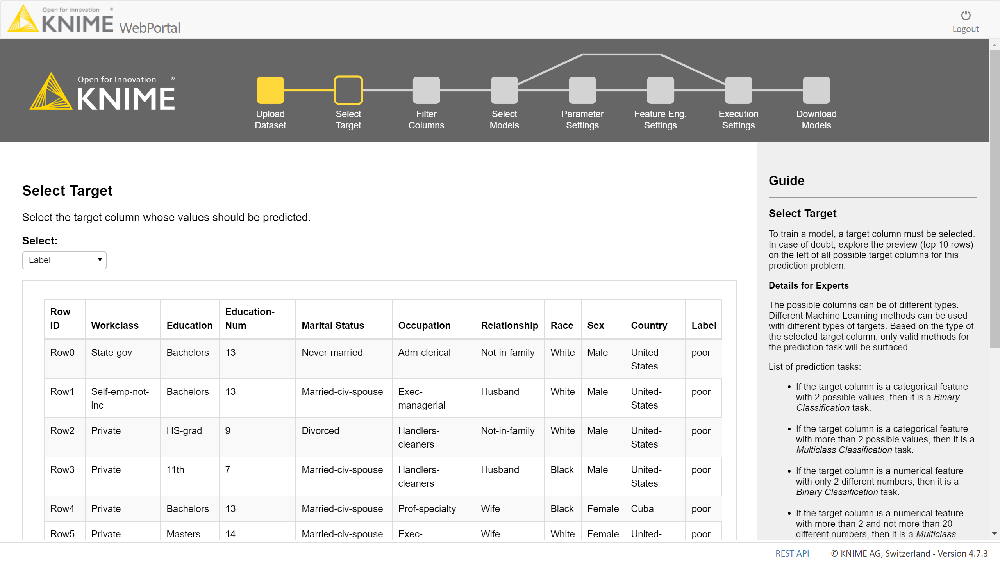 Open for Innovation ®
KNIME WebPortal
Logout
Open for Innovation ®
KNIME
Upload
Dataset
Select
Target
Filter
Columns
Select
Models
Parameter
Settings
Feature Eng.
Settings
Execution
Settings
Download
Models
Select Target
Select the target column whose values should be predicted.
Select:
Label
Row ID Workclass Education Education-Num Marital Status Occupation Relationship Race Sex Country Label
Row0 State-gov Bachelors 13 Never-married Adm-clerical Not-in-family White Male United-States poor
Row1 Self-emp-not-inc Bachelors 13 Married-civ-spouse Exec-managerial Husband White Male United-States poor
Row2 Private HS-grad 9 Divorced Handlers-cleaners Not-in-family White Male United-States poor
Row3 Private 11th 7 Married-civ-spouse Handlers-cleaners Husband Black Male United-States poor
Row4 Private Bachelors 13 Married-civ-spouse Prof-specialty Wife Black Female Cuba poor
Row5 Private Masters 14 Married-civ-spouse Exec- Wife White Female United- poor
Guide
Select Target
To train a model, a target column must be selected.
In case of doubt, explore the preview (top 10 rows)
on the left of all possible target columns for this
prediction problem.
Details for Experts
The possible columns can be of different types.
Different Machine Learning methods can be used
with different types of targets. Based on the type of
the selected target column, only valid methods for
the prediction task will be surfaced.
List of prediction tasks:
• If the target column is a categorical feature
with 2 possible values, then it is a Binary
Classification task.
• If the target column is a categorical feature
with more than 2 possible values, then it is a
Multiclass Classification task.
• If the target column is a numerical feature
with only 2 different numbers, then it is a
Binary Classification task.
• If the target column is a numerical feature
with more than 2 and not more than 20
different numbers, then it is a Multiclass
REST API © KNIME AG, Switzerland - Version 4.7.3